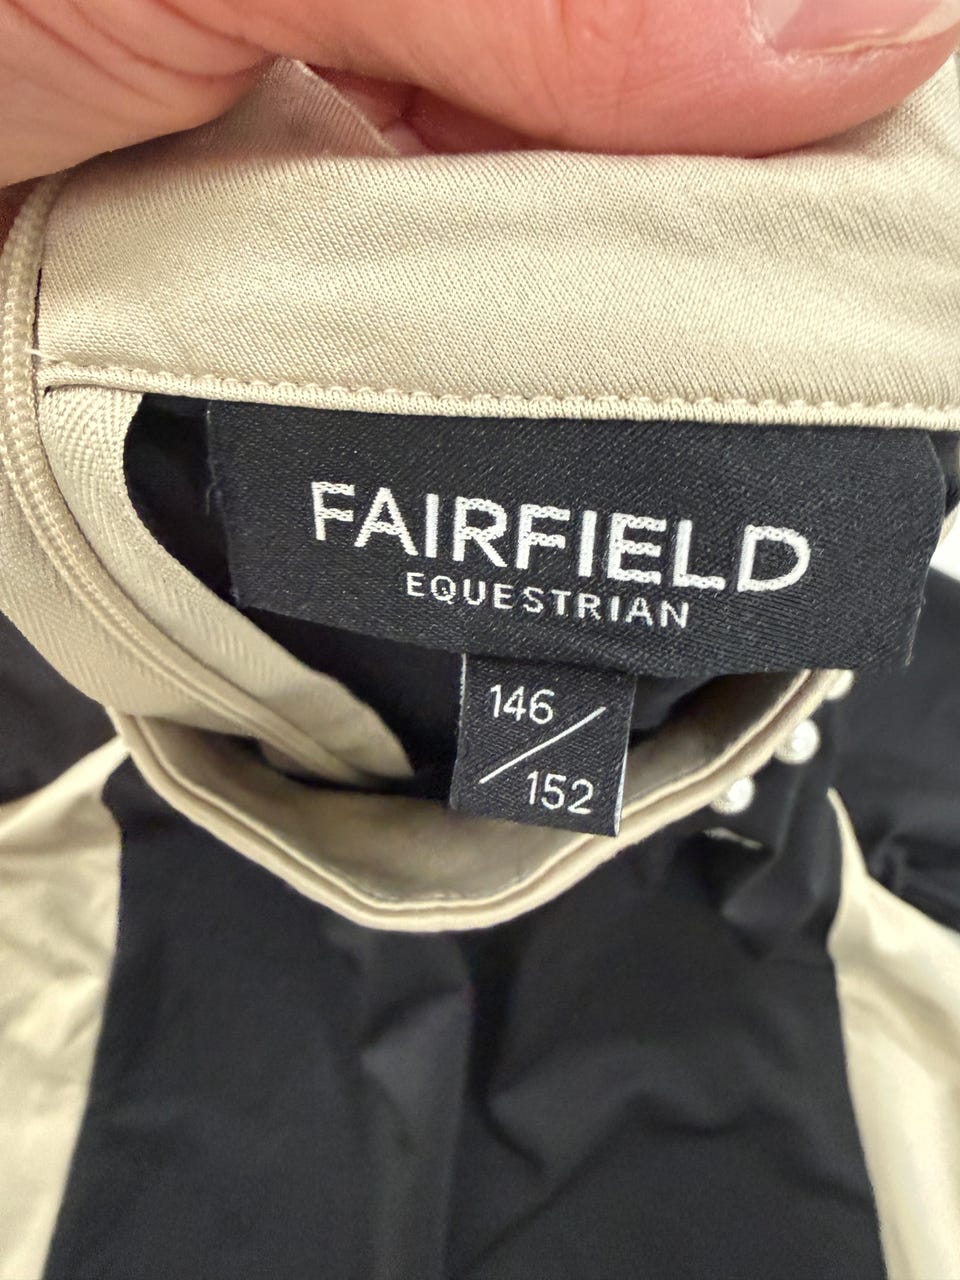 FAIRFIELD
EQUESTRIAN
146
152